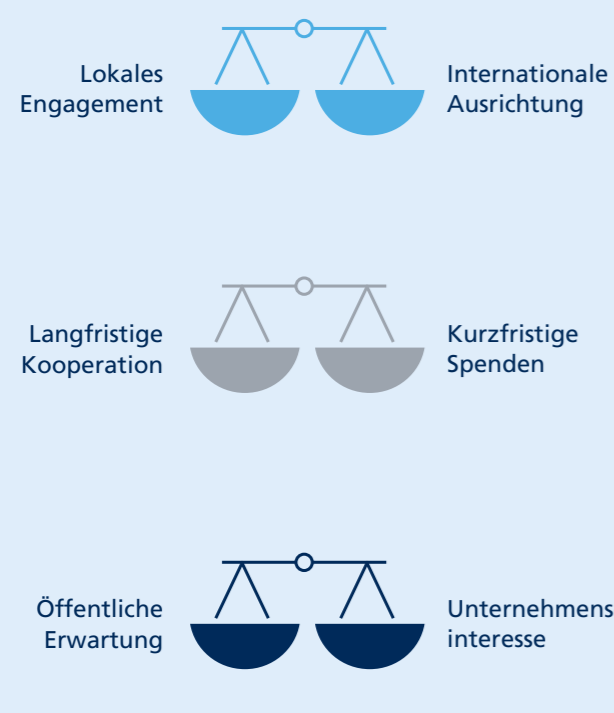 Lokales
Engagement
Internationale
Ausrichtung
Langfristige
Kooperation
Kurzfristige
Spenden
Öffentliche
Erwartung
Unternehmens
interesse